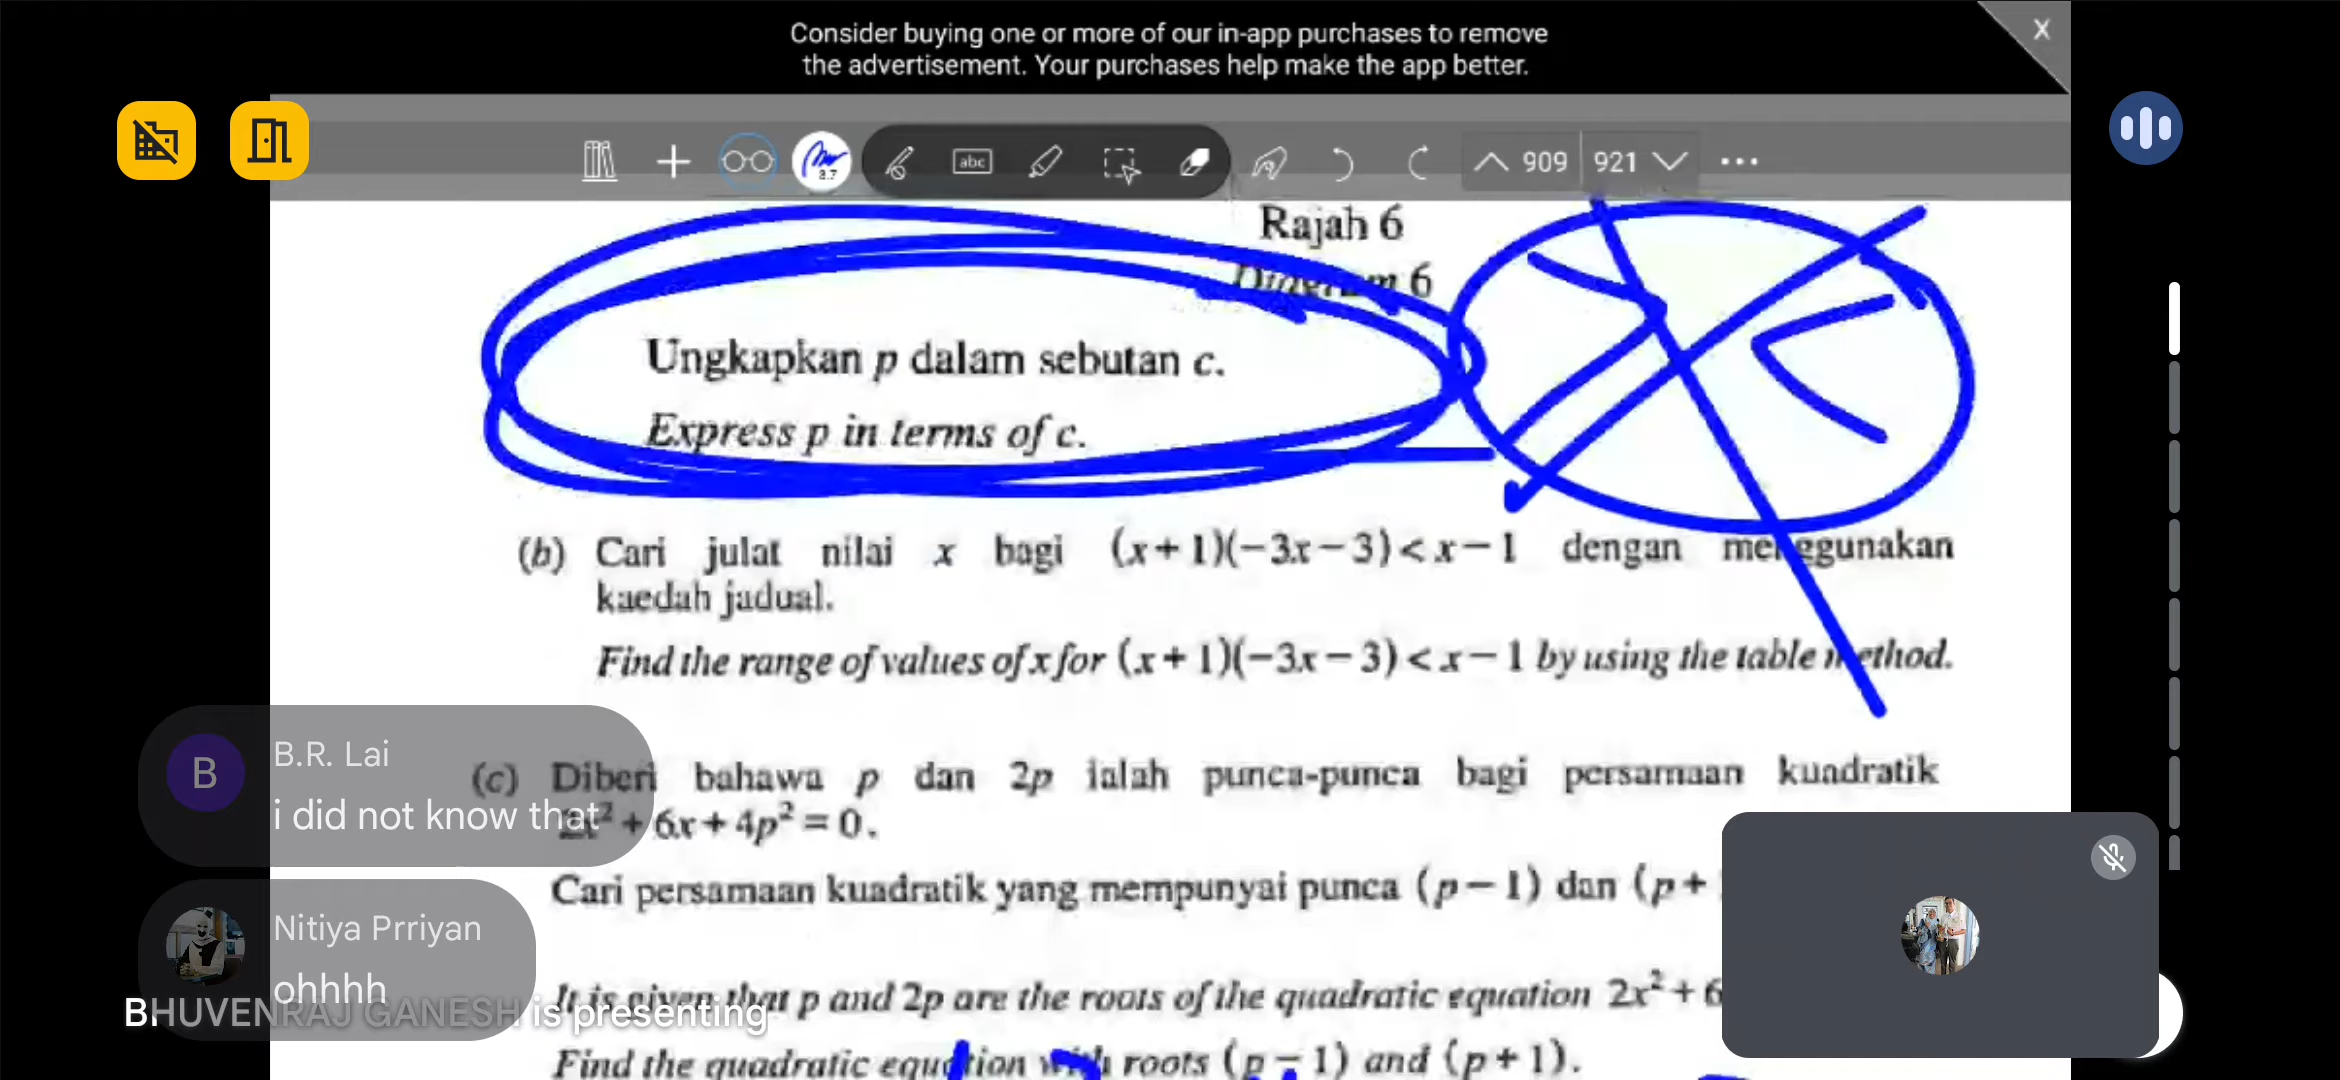 Consider buying one or more of our in-app purchases to remove
the advertisement. Your purchases help make the app better.
X
abc
3.7
909 921
Rajah 6
Diagram 6
Ungkapkan p dalam sebutan c.
Express p in terms of c.
(b) Cari julat nilai x bagi (x+1)(−3x−3)<x−1 dengan menggunakan
kaedah jadual.
Find the range of values of x for (x+1)(−3x−3)<x−1 by using the table method.
(c) Diberi bahawa p dan 2p ialah punca-punca bagi persamaan kuadratik
2x²+6x+4p²=0.
Cari persamaan kuadratik yang mempunyai punca (p−1) dan (p+
It is given that p and 2p are the roots of the quadratic equation 2x²+6
Find the quadratic equation with roots (p−1) and (p+1).
B
B.R. Lai
i did not know that
Nitiya Prriyan
ohhhh
BHUVENRAJ GANESH is presenting